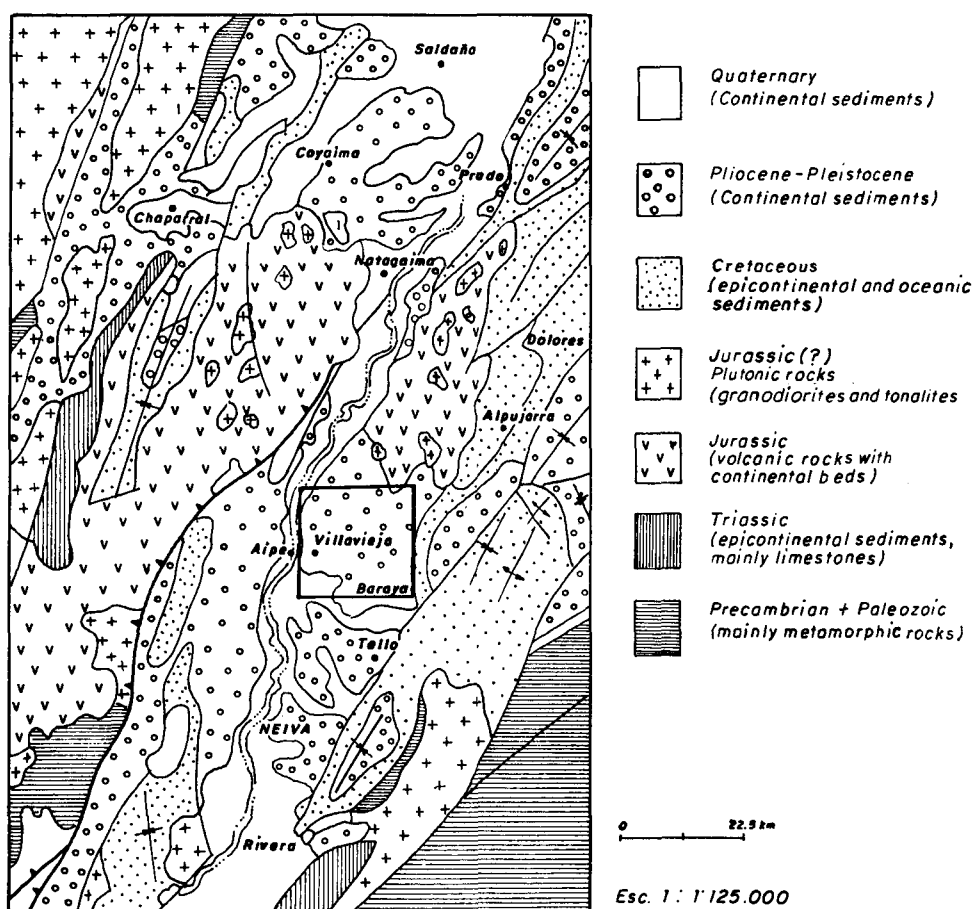 Saldaña
Coyaima
Prado
Chaparral
Natagaima
Dolores
Alpujarra
Aipe
Villavieja
Baraya
Tello
NEIVA
Rivera
Quaternary
(Continental sediments)
Pliocene-Pleistocene
(Continental sediments)
Cretaceous
(epicontinental and oceanic
sediments)
Jurassic (?)
Plutonic rocks
(granodiorites and tonalites
Jurassic
(volcanic rocks with
continental beds)
Triassic
(epicontinental sediments,
mainly limestones)
Precambrian + Paleozoic
(mainly metamorphic rocks)
0 22.5 km
Esc. 1 : 1'125.000